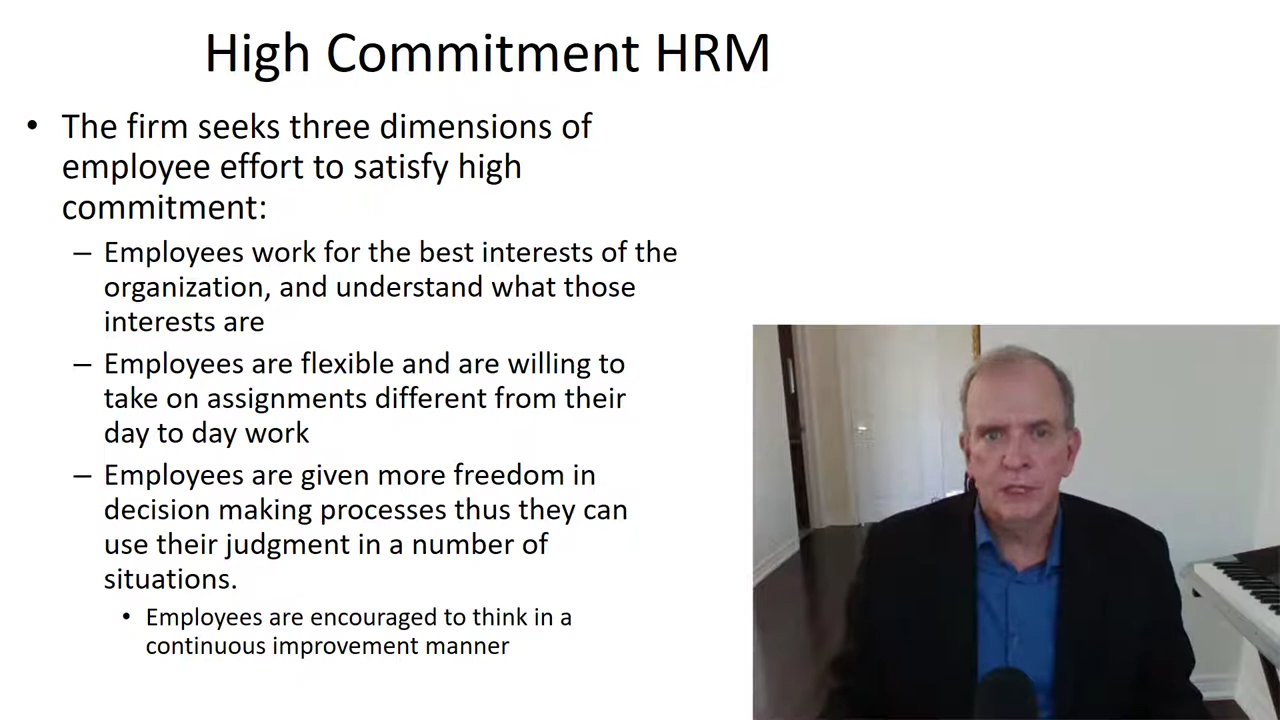 High Commitment HRM
• The firm seeks three dimensions of
employee effort to satisfy high
commitment:
– Employees work for the best interests of the
organization, and understand what those
interests are
– Employees are flexible and are willing to
take on assignments different from their
day to day work
– Employees are given more freedom in
decision making processes thus they can
use their judgment in a number of
situations.
• Employees are encouraged to think in a
continuous improvement manner